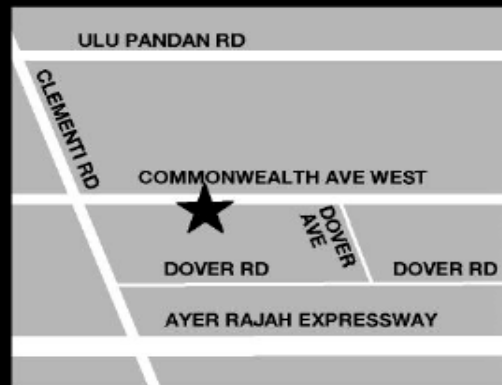 ULU PANDAN RD
CLEMENTI RD
COMMONWEALTH AVE WEST
DOVER
AVE
DOVER RD
DOVER RD
AYER RAJAH EXPRESSWAY